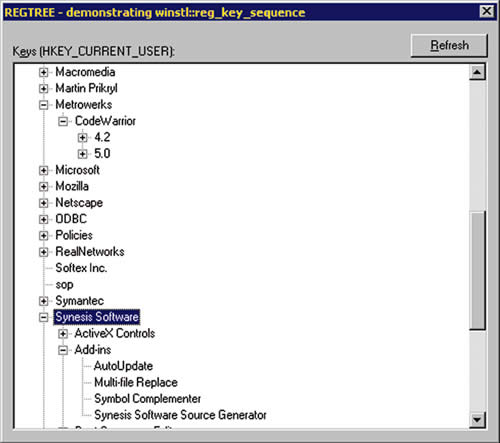 REGTREE - demonstrating winstl::reg_key_sequence
Keys (HKEY_CURRENT_USER):
Refresh
Macromedia
Martin Prikryl
Metrowerks
CodeWarrior
4.2
5.0
Microsoft
Mozilla
Netscape
ODBC
Policies
RealNetworks
Softex Inc.
sop
Symantec
Synesis Software
ActiveX Controls
Add-ins
AutoUpdate
Multi-file Replace
Symbol Complementer
Synesis Software Source Generator